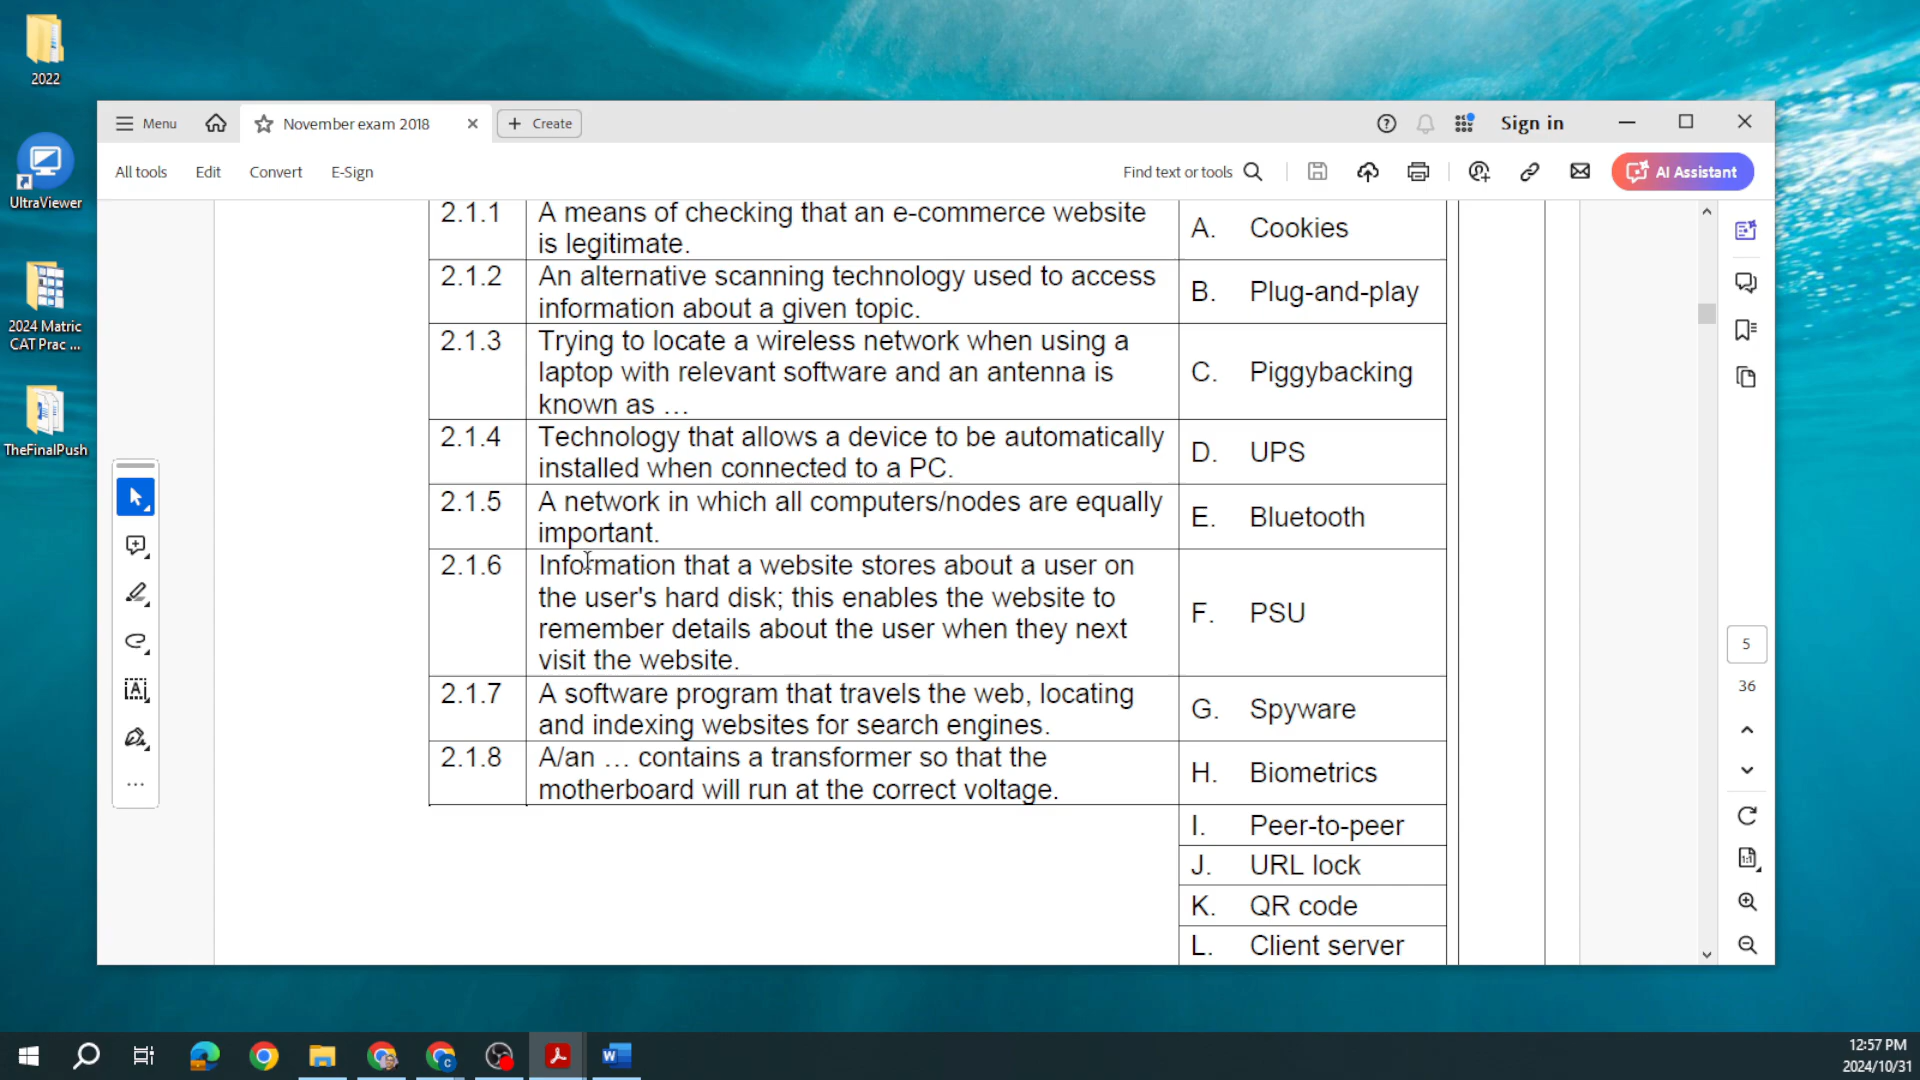 2022
UltraViewer
2024 Matric
CAT Prac ...
TheFinalPush
Menu
November exam 2018
Create
Sign in
All tools
Edit
Convert
E-Sign
Find text or tools
AI Assistant
2.1.1 A means of checking that an e-commerce website
is legitimate.
A. Cookies
2.1.2 An alternative scanning technology used to access
information about a given topic.
B. Plug-and-play
2.1.3 Trying to locate a wireless network when using a
laptop with relevant software and an antenna is
known as …
C. Piggybacking
2.1.4 Technology that allows a device to be automatically
installed when connected to a PC.
D. UPS
2.1.5 A network in which all computers/nodes are equally
important.
E. Bluetooth
2.1.6 Information that a website stores about a user on
the user's hard disk; this enables the website to
remember details about the user when they next
visit the website.
F. PSU
2.1.7 A software program that travels the web, locating
and indexing websites for search engines.
G. Spyware
2.1.8 A/an … contains a transformer so that the
motherboard will run at the correct voltage.
H. Biometrics
I. Peer-to-peer
J. URL lock
K. QR code
L. Client server
5
36
12:57 PM
2024/10/31